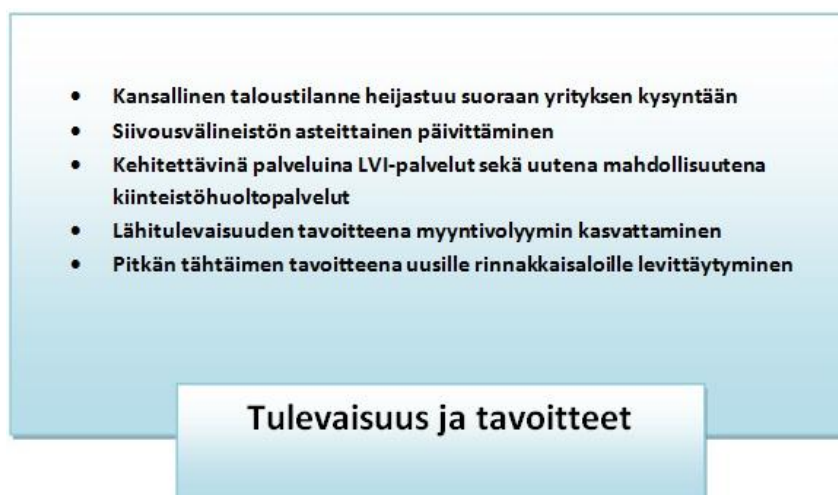 • Kansallinen taloustilanne heijastuu suoraan yrityksen kysyntään
• Siivousvälineistön asteittainen päivittäminen
• Kehitettävinä palveluina LVI-palvelut sekä uutena mahdollisuutena
kiinteistöhuoltopalvelut
• Lähitulevaisuuden tavoitteena myyntivolyymin kasvattaminen
• Pitkän tähtäimen tavoitteena uusille rinnakkaisaloille levittäytyminen
Tulevaisuus ja tavoitteet